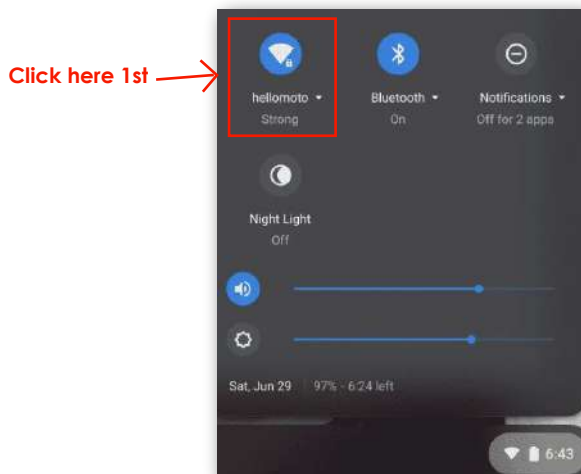 Click here 1st
hellomoto Bluetooth Notifications
Strong On Off for 2 apps
Night Light
Off
Sat, Jun 29 97% - 6:24 left
6:43